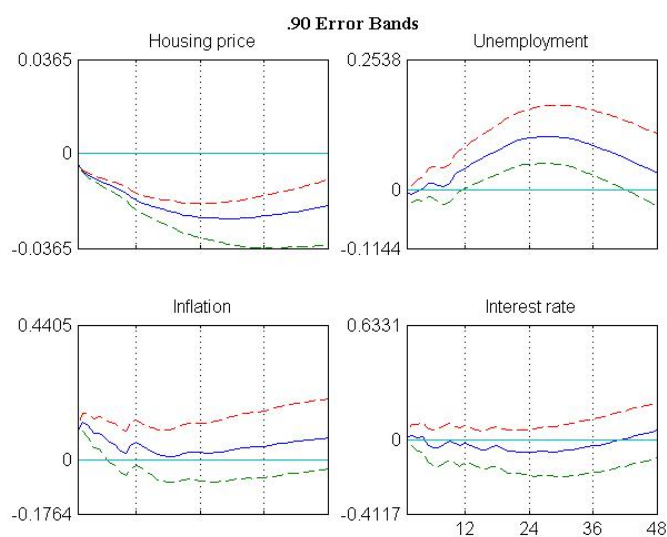 .90 Error Bands
Housing price
Unemployment
0.0365
0
-0.0365
0.2538
0
-0.1144
Inflation
Interest rate
0.4405
0
-0.1764
0.6331
0
-0.4117
12 24 36 48